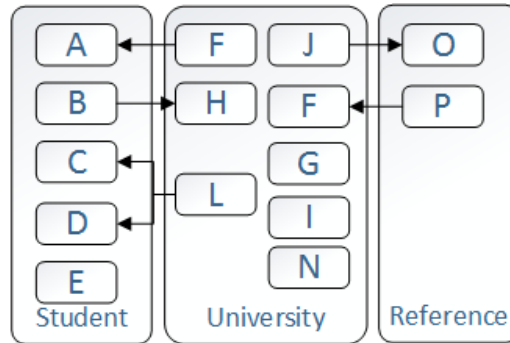 A F J O
B H F P
C G
L
D I
E N
Student University Reference